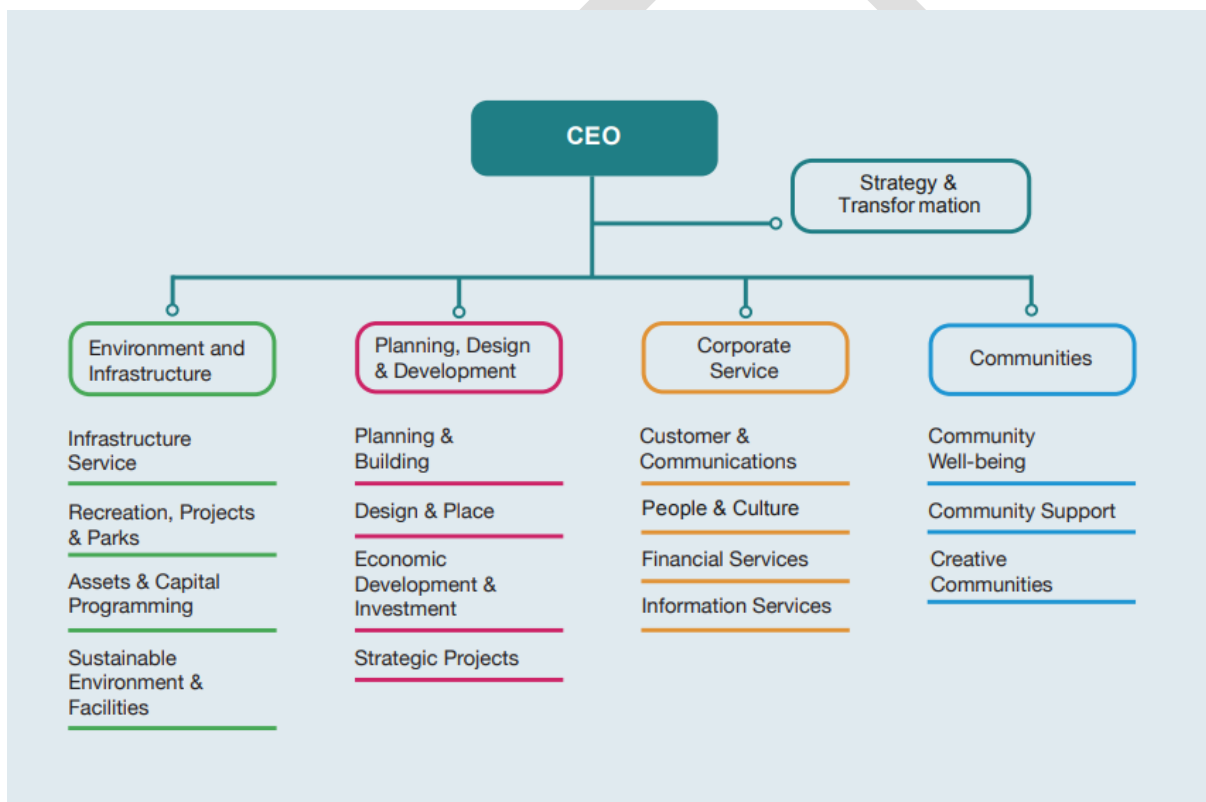 CEO
Strategy &
Transfor mation
Environment and
Infrastructure
Planning, Design
& Development
Corporate
Service
Communities
Infrastructure
Service
Recreation, Projects
& Parks
Assets & Capital
Programming
Sustainable
Environment &
Facilities
Planning &
Building
Design & Place
Economic
Development &
Investment
Strategic Projects
Customer &
Communications
People & Culture
Financial Services
Information Services
Community
Well-being
Community Support
Creative
Communities